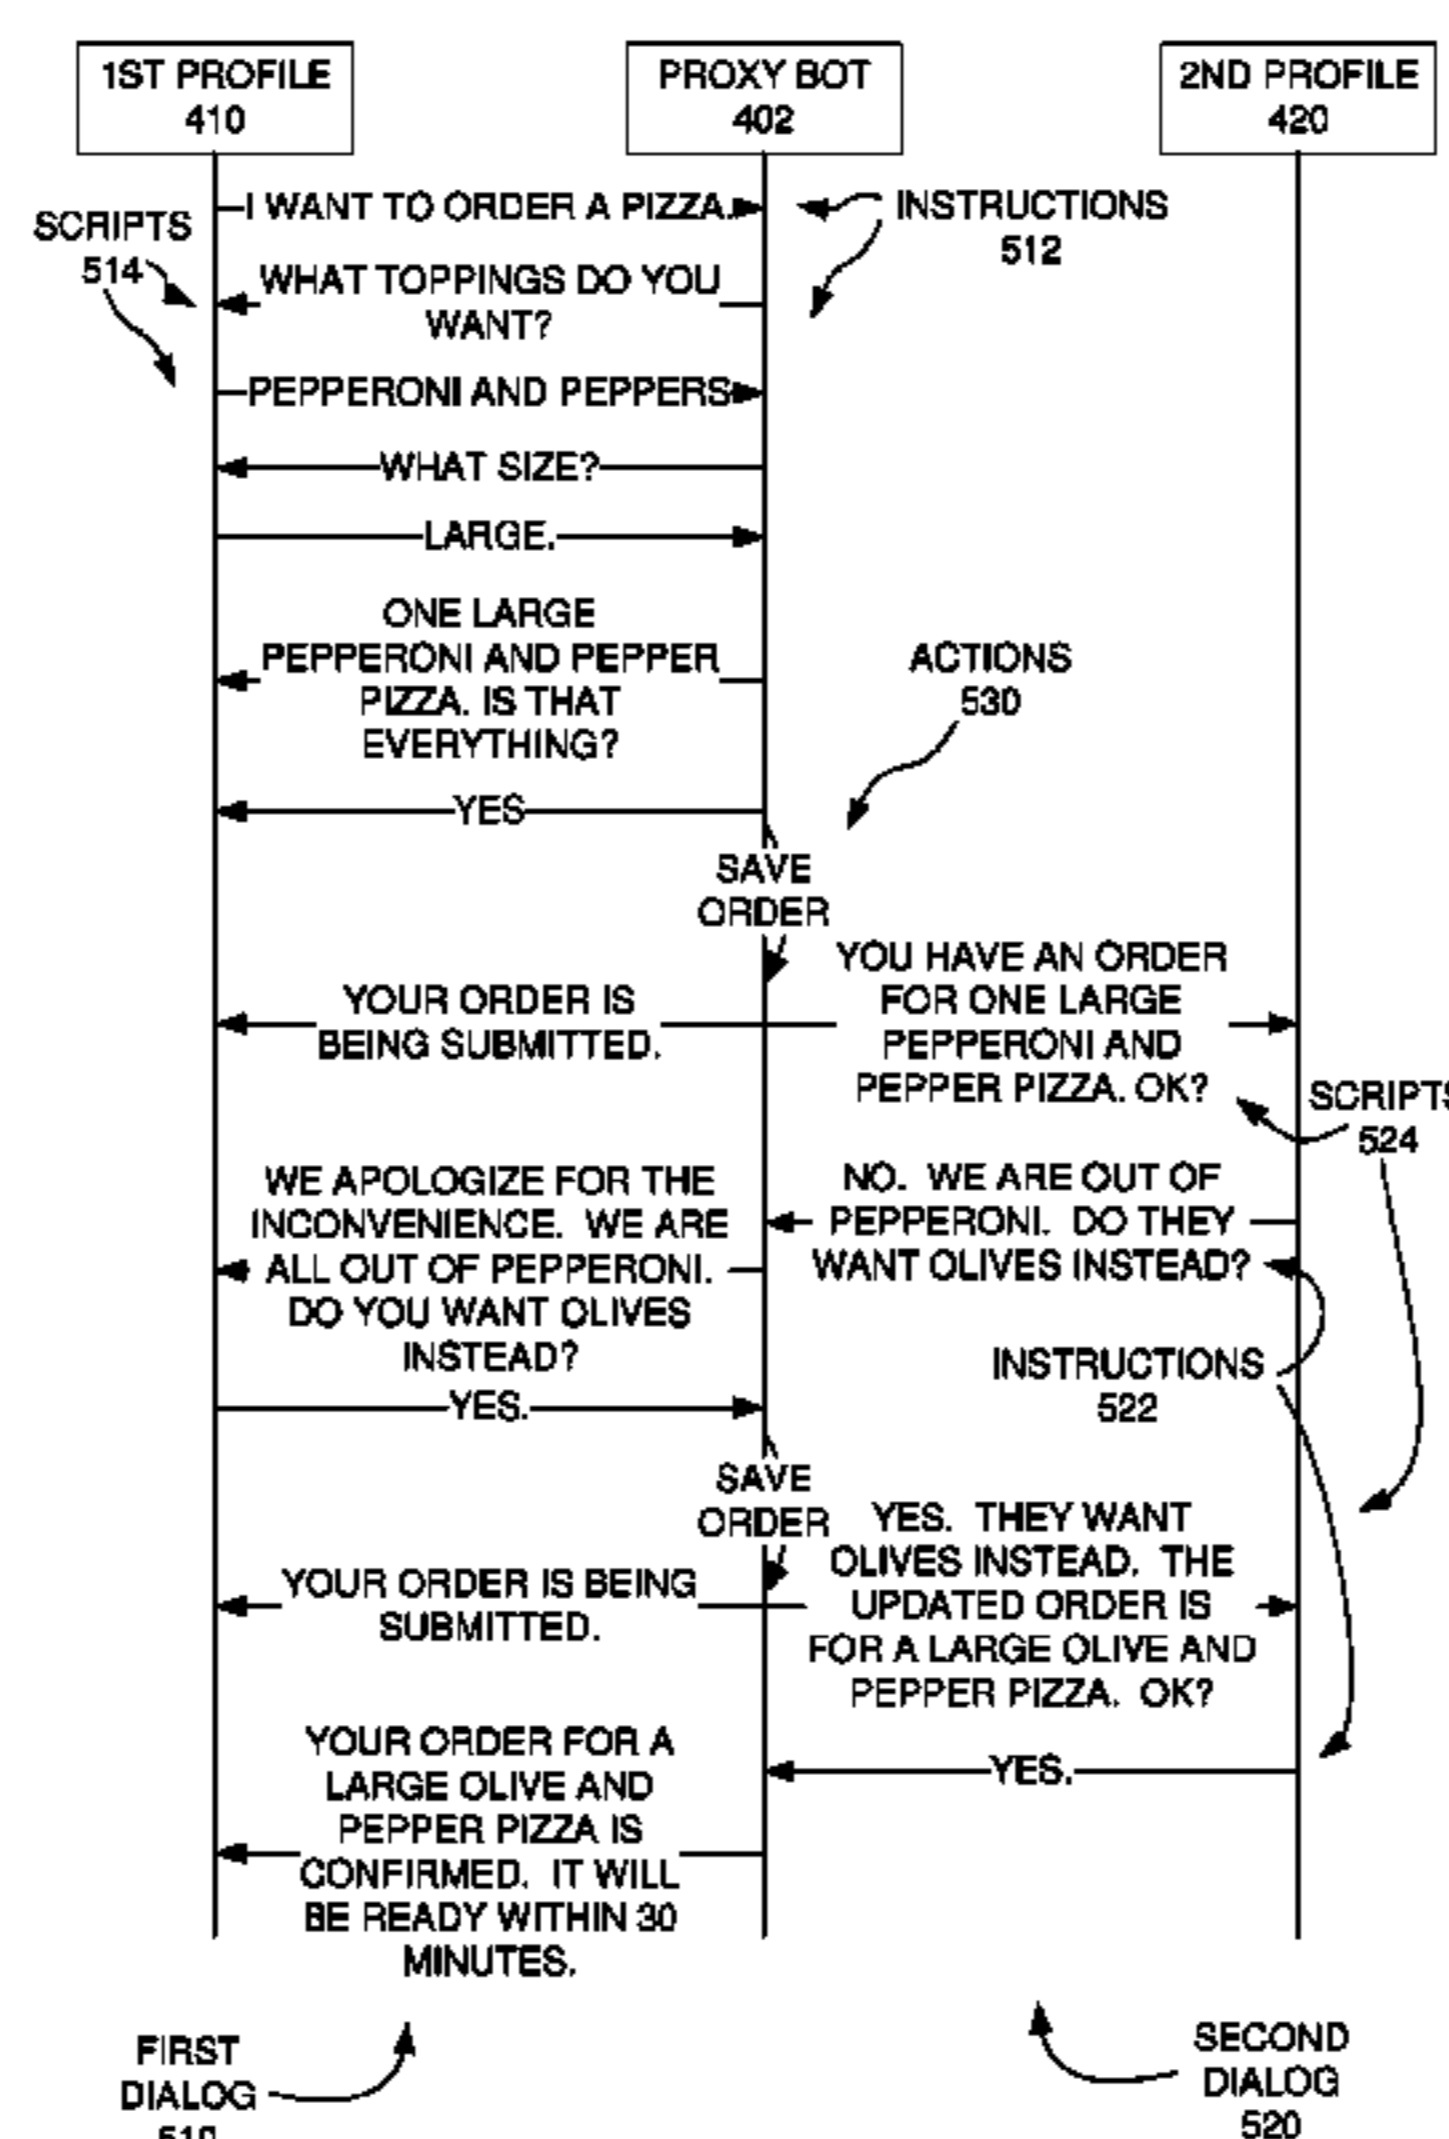 1ST PROFILE
410
PROXY BOT
402
2ND PROFILE
420
I WANT TO ORDER A PIZZA.
INSTRUCTIONS
512
SCRIPTS
514
WHAT TOPPINGS DO YOU
WANT?
PEPPERONI AND PEPPERS
WHAT SIZE?
LARGE.
ONE LARGE
PEPPERONI AND PEPPER
PIZZA. IS THAT
EVERYTHING?
ACTIONS
530
YES
SAVE
ORDER
YOUR ORDER IS
BEING SUBMITTED.
YOU HAVE AN ORDER
FOR ONE LARGE
PEPPERONI AND
PEPPER PIZZA. OK?
SCRIPTS
524
NO. WE ARE OUT OF
PEPPERONI. DO THEY
WANT OLIVES INSTEAD?
WE APOLOGIZE FOR THE
INCONVENIENCE. WE ARE
ALL OUT OF PEPPERONI.
DO YOU WANT OLIVES
INSTEAD?
INSTRUCTIONS
522
YES.
SAVE
ORDER
YOUR ORDER IS BEING
SUBMITTED.
YES. THEY WANT
OLIVES INSTEAD. THE
UPDATED ORDER IS
FOR A LARGE OLIVE AND
PEPPER PIZZA. OK?
YES.
YOUR ORDER FOR A
LARGE OLIVE AND
PEPPER PIZZA IS
CONFIRMED. IT WILL
BE READY WITHIN 30
MINUTES.
FIRST
DIALOG
SECOND
DIALOG
520